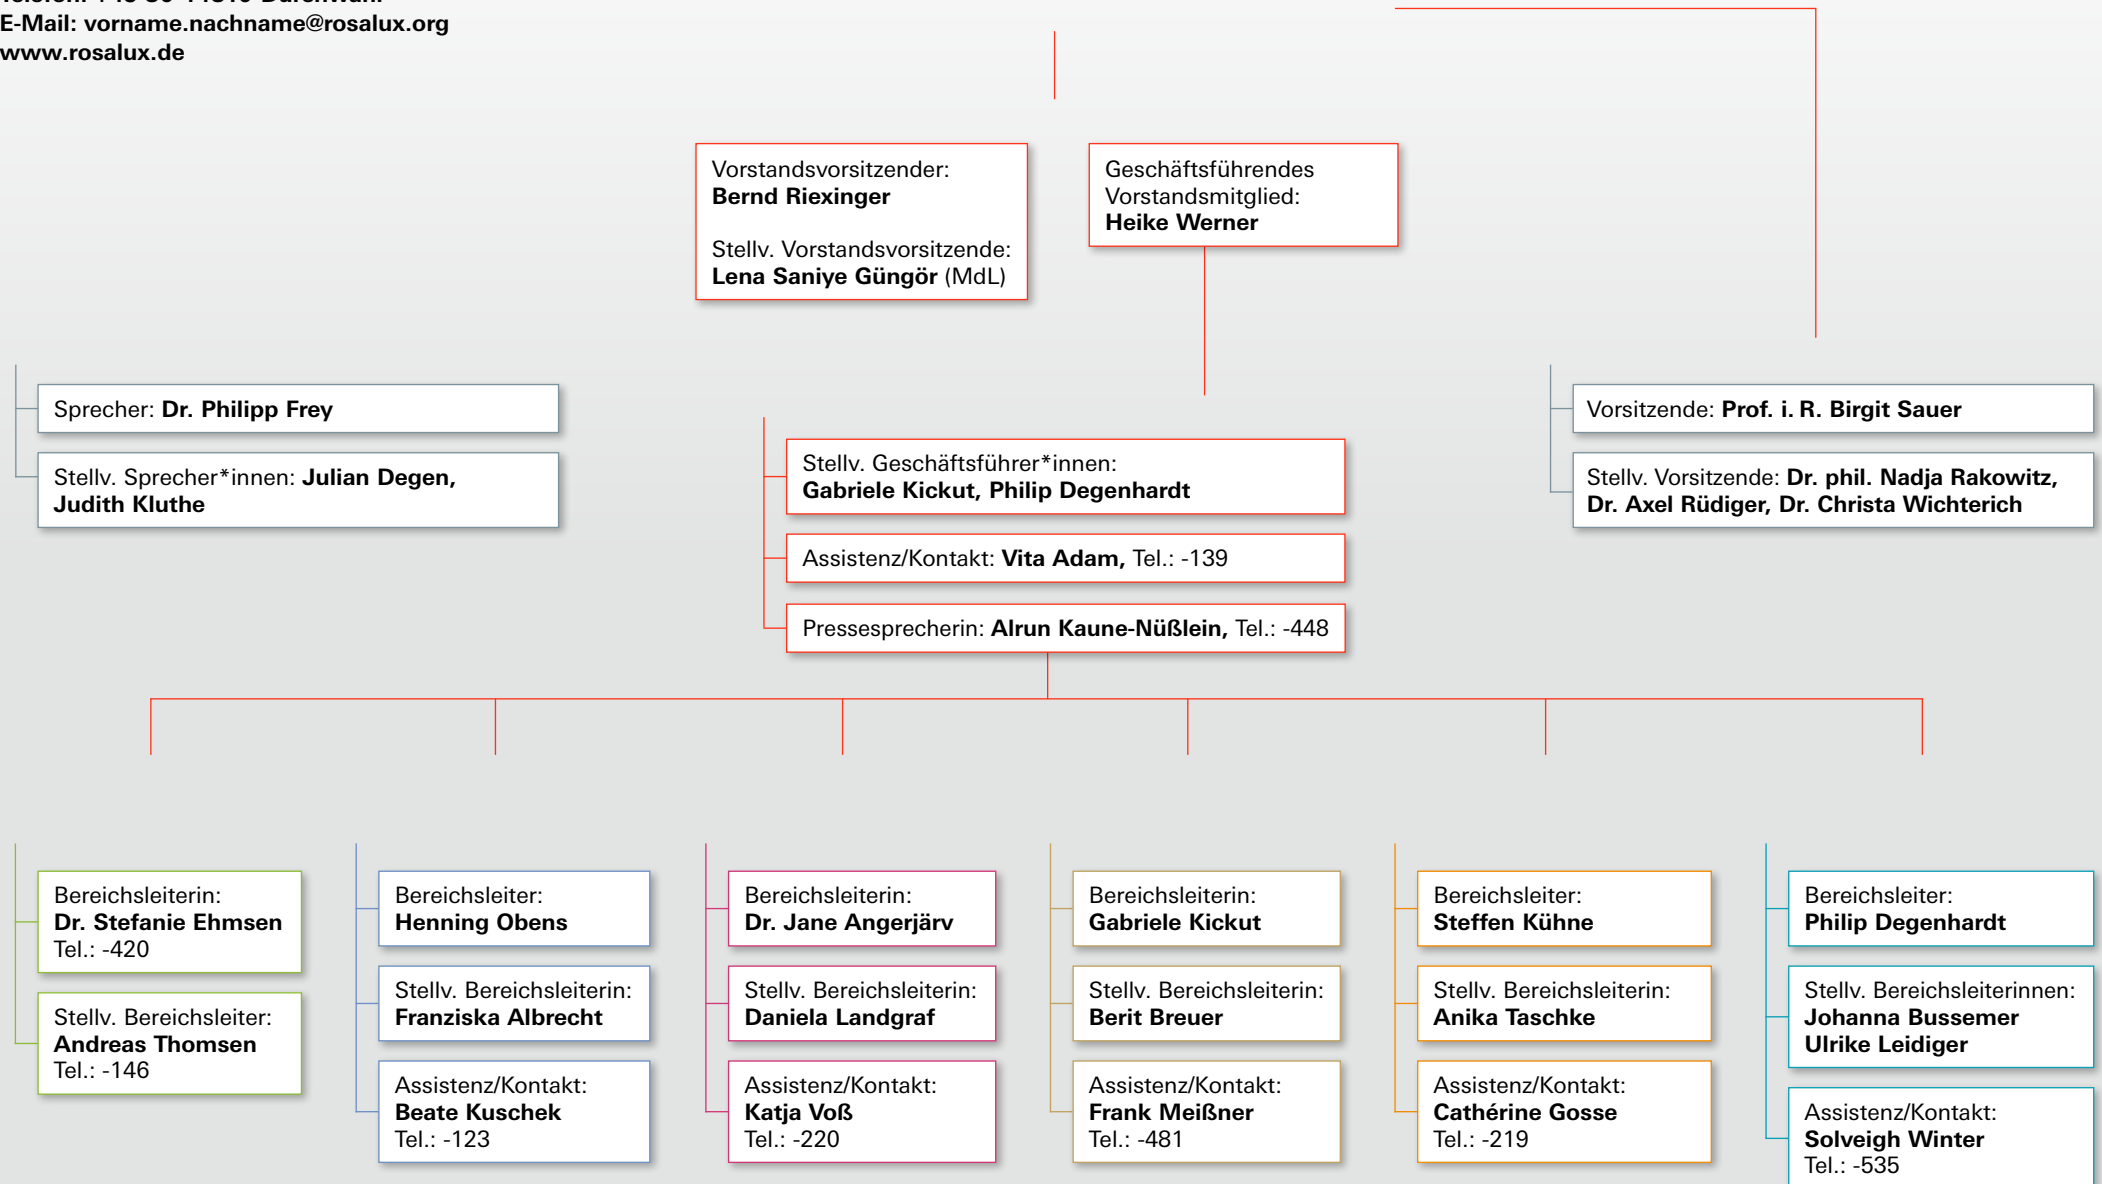 E-Mail: vorname.nachname@rosalux.org
www.rosalux.de
Vorstandsvorsitzender:
Bernd Riexinger
Stellv. Vorstandsvorsitzende:
Lena Saniye Güngör (MdL)
Geschäftsführendes
Vorstandsmitglied:
Heike Werner
Sprecher: Dr. Philipp Frey
Stellv. Sprecher*innen: Julian Degen,
Judith Kluthe
Stellv. Geschäftsführer*innen:
Gabriele Kickut, Philip Degenhardt
Assistenz/Kontakt: Vita Adam, Tel.: -139
Pressesprecherin: Alrun Kaune-Nüßlein, Tel.: -448
Vorsitzende: Prof. i. R. Birgit Sauer
Stellv. Vorsitzende: Dr. phil. Nadja Rakowitz,
Dr. Axel Rüdiger, Dr. Christa Wichterich
Bereichsleiterin:
Dr. Stefanie Ehmsen
Tel.: -420
Stellv. Bereichsleiter:
Andreas Thomsen
Tel.: -146
Bereichsleiter:
Henning Obens
Stellv. Bereichsleiterin:
Franziska Albrecht
Assistenz/Kontakt:
Beate Kuschek
Tel.: -123
Bereichsleiterin:
Dr. Jane Angerjärv
Stellv. Bereichsleiterin:
Daniela Landgraf
Assistenz/Kontakt:
Katja Voß
Tel.: -220
Bereichsleiterin:
Gabriele Kickut
Stellv. Bereichsleiterin:
Berit Breuer
Assistenz/Kontakt:
Frank Meißner
Tel.: -481
Bereichsleiter:
Steffen Kühne
Stellv. Bereichsleiterin:
Anika Taschke
Assistenz/Kontakt:
Cathérine Gosse
Tel.: -219
Bereichsleiter:
Philip Degenhardt
Stellv. Bereichsleiterinnen:
Johanna Bussemer
Ulrike Leidiger
Assistenz/Kontakt:
Solveigh Winter
Tel.: -535